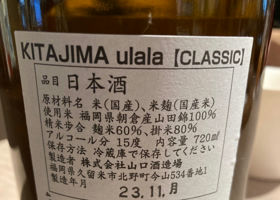 KITAJIMA ulala【CLASSIC】
品目 日本酒
原材料名 米(国産)、米麹(国産米)
使用米 福岡県朝倉産山田錦100%
精米歩合 麹米60%、掛米80%
アルコール分 15度 内容量 720ml
保存方法 冷蔵庫で保存してください
製造者 株式会社山口酒造場
福岡県久留米市北野町今山534番地1
製造年月
23.11.月